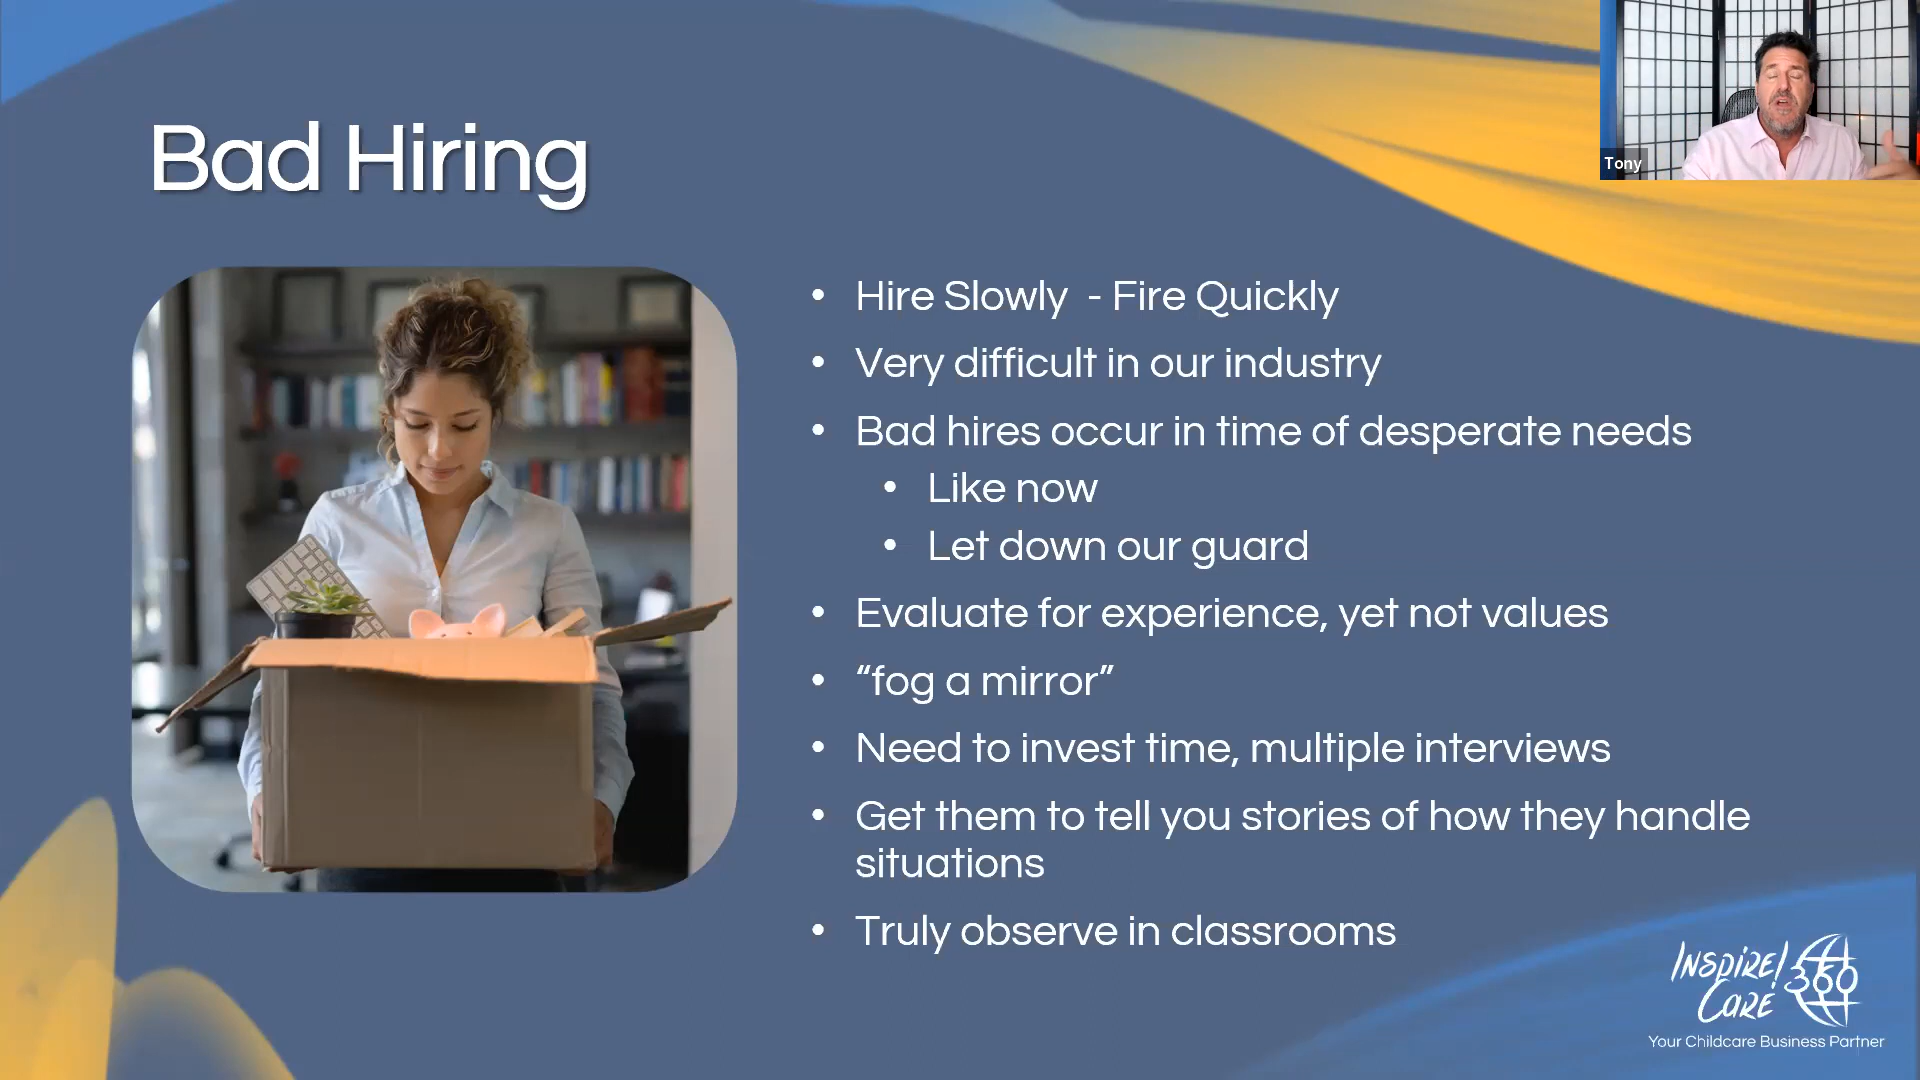 Tony
Bad Hiring
• Hire Slowly  - Fire Quickly
• Very difficult in our industry
• Bad hires occur in time of desperate needs
• Like now
• Let down our guard
• Evaluate for experience, yet not values
• “fog a mirror”
• Need to invest time, multiple interviews
• Get them to tell you stories of how they handle
situations
• Truly observe in classrooms
INSPIRE!
CARE 360
Your Childcare Business Partner